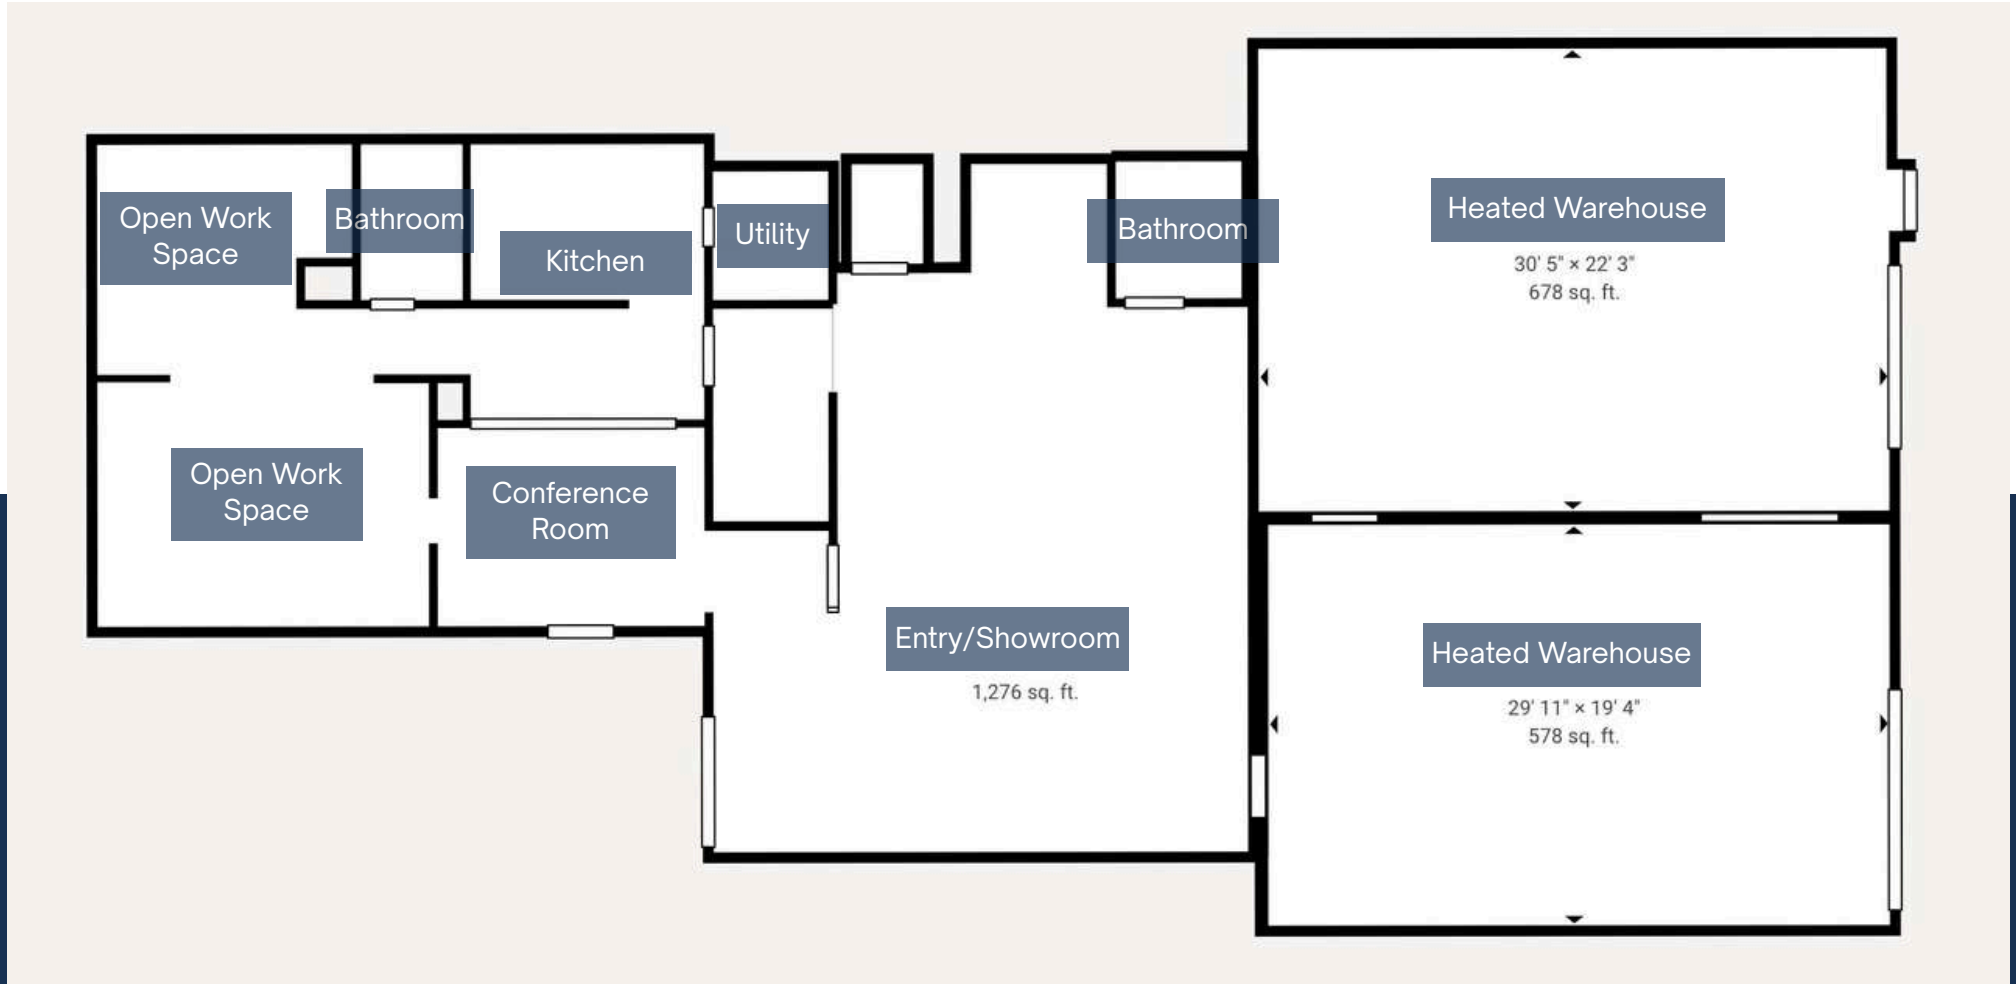 Open Work
Space
Bathroom
Kitchen
Utility
Bathroom
Heated Warehouse
30' 5" × 22' 3"
678 sq. ft.
Open Work
Space
Conference
Room
Entry/Showroom
1,276 sq. ft.
Heated Warehouse
29' 11" × 19' 4"
578 sq. ft.